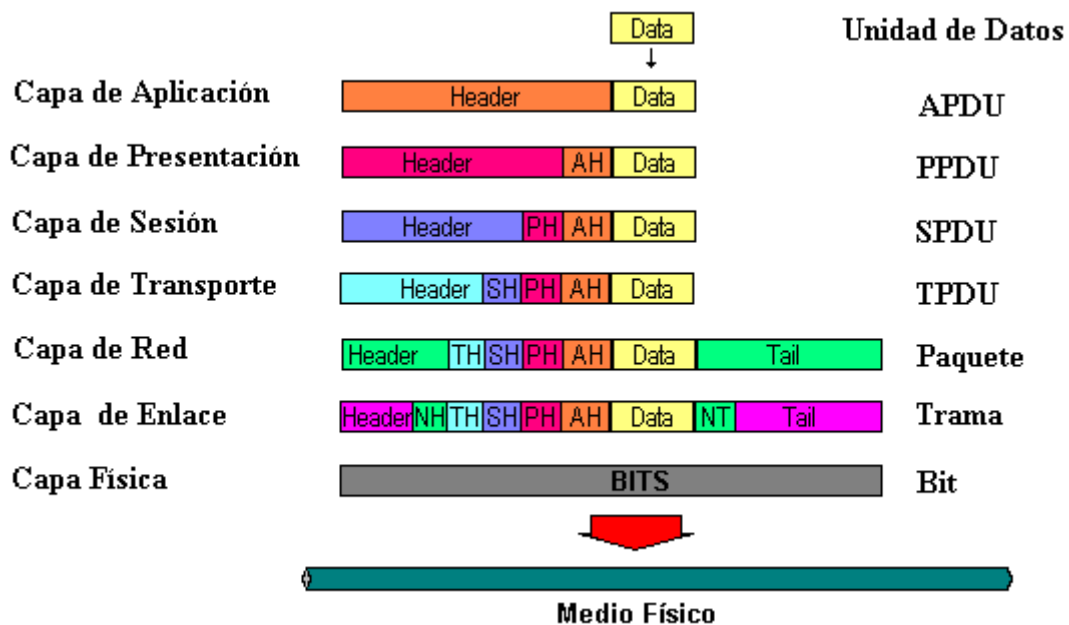 Data Unidad de Datos
Capa de Aplicación Header Data APDU
Capa de Presentación Header AH Data PPDU
Capa de Sesión Header PH AH Data SPDU
Capa de Transporte Header SH PH AH Data TPDU
Capa de Red Header TH SH PH AH Data Tail Paquete
Capa de Enlace Header NH TH SH PH AH Data NT Tail Trama
Capa Física BITS Bit
Medio Físico